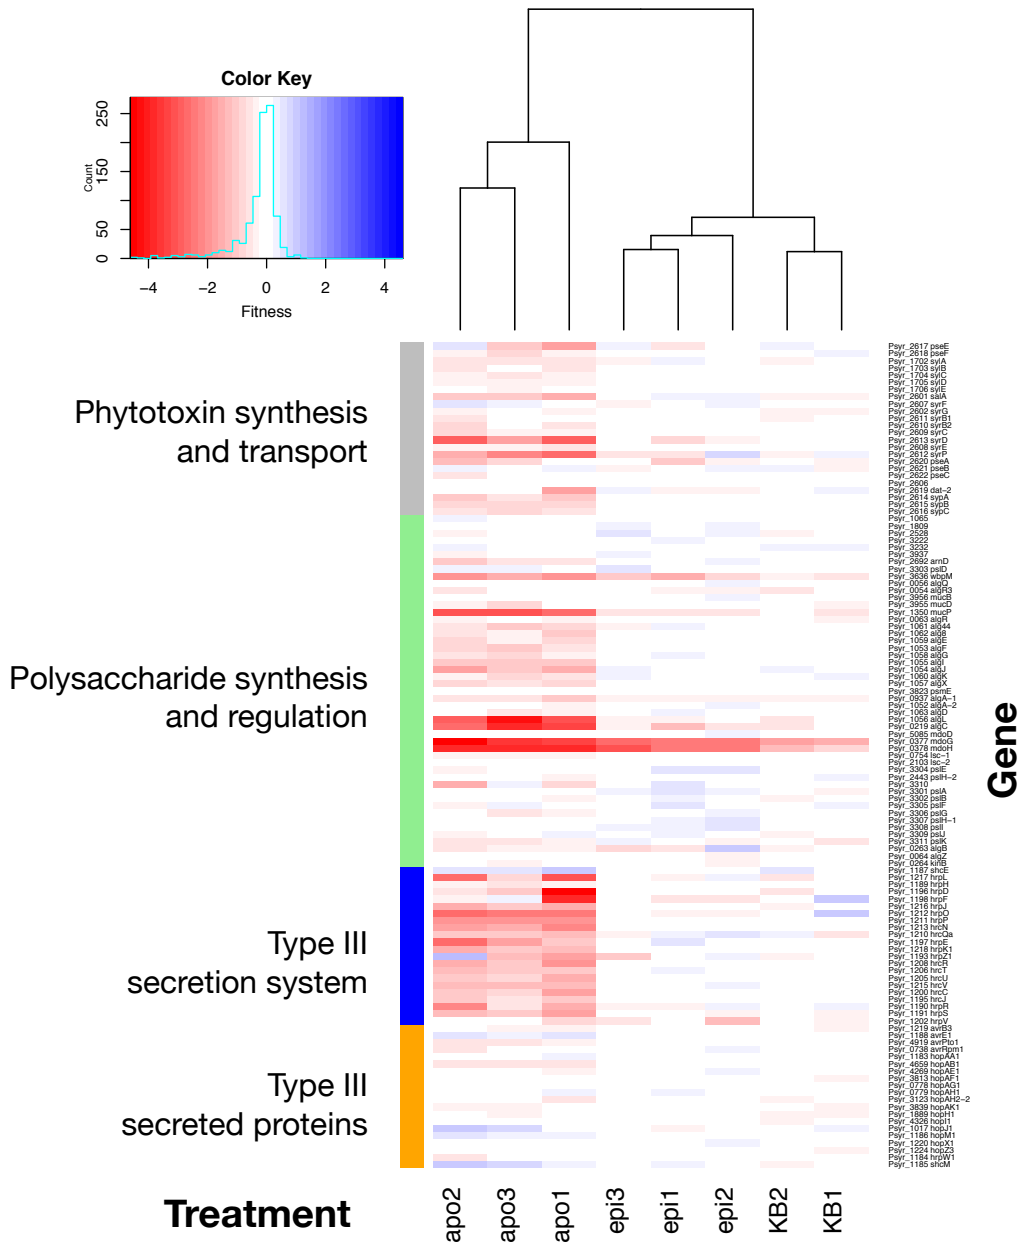 Color Key
250
150
50
0
Count
-4
-2
0
2
4
Fitness
Phytotoxin synthesis
and transport
Polysaccharide synthesis
and regulation
Type III
secretion system
Type III
secreted proteins
Psyr_2617 pseE
Psyr_2618 pseF
Psyr_1702 sylA
Psyr_1703 sylB
Psyr_1704 sylC
Psyr_1705 sylD
Psyr_1706 sylE
Psyr_2601 salA
Psyr_2607 syrF
Psyr_2602 syrG
Psyr_2611 syrB1
Psyr_2610 syrB2
Psyr_2609 syrC
Psyr_2613 syrD
Psyr_2608 syrE
Psyr_2612 syrP
Psyr_2620 pseA
Psyr_2621 pseB
Psyr_2622 pseC
Psyr_2606
Psyr_2619 dat-2
Psyr_2614 sypA
Psyr_2615 sypB
Psyr_2616 sypC
Psyr_1065
Psyr_1809
Psyr_2528
Psyr_3222
Psyr_3232
Psyr_3937
Psyr_2692 arnD
Psyr_3303 pslD
Psyr_3636 wbpM
Psyr_0056 algQ
Psyr_0054 algR3
Psyr_3956 mucB
Psyr_3955 mucD
Psyr_1350 mucP
Psyr_0063 algR
Psyr_1061 alg44
Psyr_1062 alg8
Psyr_1059 algE
Psyr_1053 algF
Psyr_1058 algG
Psyr_1055 algI
Psyr_1054 algJ
Psyr_1060 algK
Psyr_1057 algX
Psyr_3823 psmE
Psyr_0937 algA-1
Psyr_1052 algA-2
Psyr_1063 algD
Psyr_1056 algL
Psyr_0219 algC
Psyr_5085 mdoD
Psyr_0377 mdoG
Psyr_0378 mdoH
Psyr_0754 lsc-1
Psyr_2103 lsc-2
Psyr_3304 pslE
Psyr_2443 pslH-2
Psyr_3310
Psyr_3301 pslA
Psyr_3302 pslB
Psyr_3305 pslF
Psyr_3306 pslG
Psyr_3307 pslH-1
Psyr_3308 pslI
Psyr_3309 pslJ
Psyr_3311 pslK
Psyr_0263 algB
Psyr_0064 algZ
Psyr_0264 kinB
Psyr_1187 shcE
Psyr_1217 hrpL
Psyr_1189 hrpH
Psyr_1196 hrpD
Psyr_1198 hrpF
Psyr_1216 hrpJ
Psyr_1212 hrpO
Psyr_1211 hrpP
Psyr_1213 hrcN
Psyr_1210 hrcQa
Psyr_1197 hrpE
Psyr_1218 hrpK1
Psyr_1193 hrpZ1
Psyr_1208 hrcR
Psyr_1206 hrcT
Psyr_1205 hrcU
Psyr_1215 hrcV
Psyr_1200 hrcC
Psyr_1195 hrcJ
Psyr_1190 hrpR
Psyr_1191 hrpS
Psyr_1202 hrpV
Psyr_1219 avrB3
Psyr_1188 avrE1
Psyr_4919 avrPto1
Psyr_0738 avrRpm1
Psyr_1183 hopAA1
Psyr_4659 hopAB1
Psyr_4269 hopAE1
Psyr_3813 hopAF1
Psyr_0778 hopAG1
Psyr_0779 hopAH1
Psyr_3123 hopAH2-2
Psyr_3839 hopAK1
Psyr_1889 hopH1
Psyr_4326 hopI1
Psyr_1017 hopJ1
Psyr_1186 hopM1
Psyr_1220 hopX1
Psyr_1224 hopZ3
Psyr_1184 hrpW1
Psyr_1185 shcM
Gene
apo2
apo3
apo1
epi3
epi1
epi2
KB2
KB1
Treatment